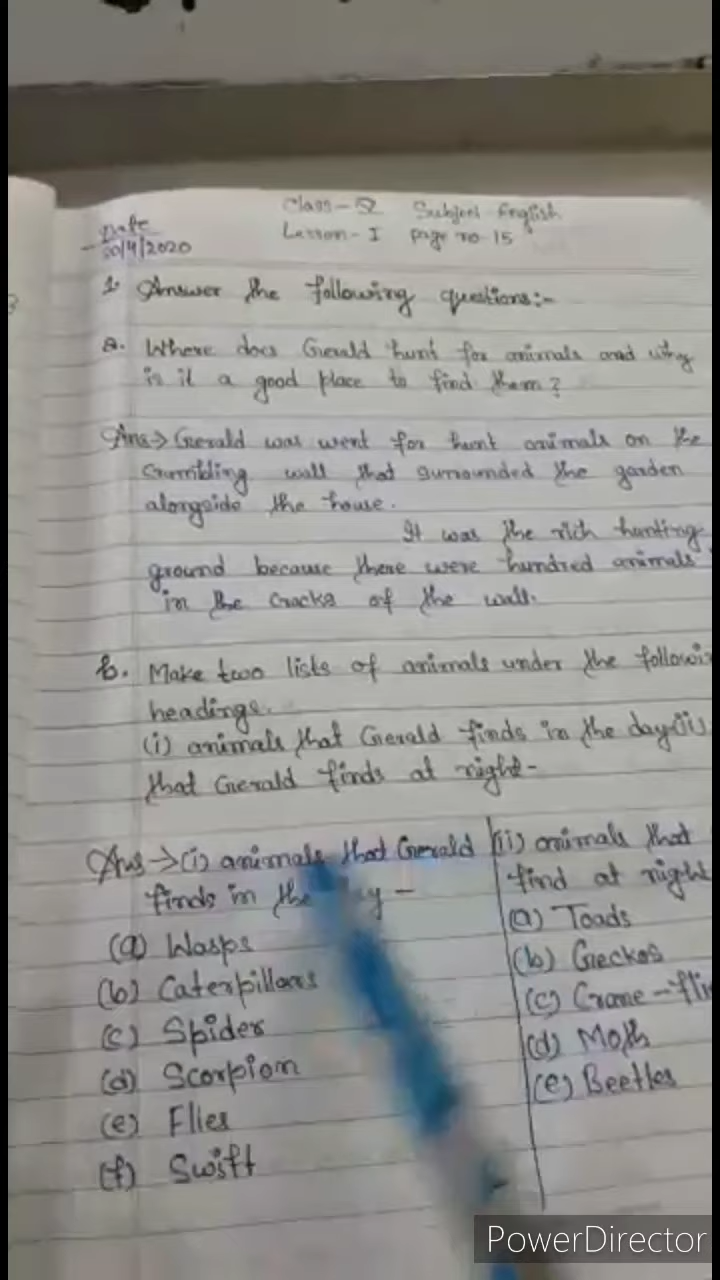 Class - Subject English
Date Lesson - I page no. 15
20/4/2020
1. Answer the following questions:-
a. Where does Gerald hunt for animals and why
is it a good place to find them?
Ans→ Gerald was went for hunt animals on the
crumbling wall that surrounded the garden
alongside the house.
It was the rich hunting
ground because there were hundred animals
in the cracks of the wall.
b. Make two lists of animals under the
headings.
(i) animals that Gerald finds in the day (ii)
that Gerald finds at night -
Ans→ (i) animals that Gerald
finds in the -
(a) Wasps
(b) Caterpillars
(c) Spider
(d) Scorpion
(e) Flies
(f) Swift
(ii) animals that
find at night
(a) Toads
(b) Geckos
(c) Crane -
(d) Moth
(e) Beetles
PowerDirector